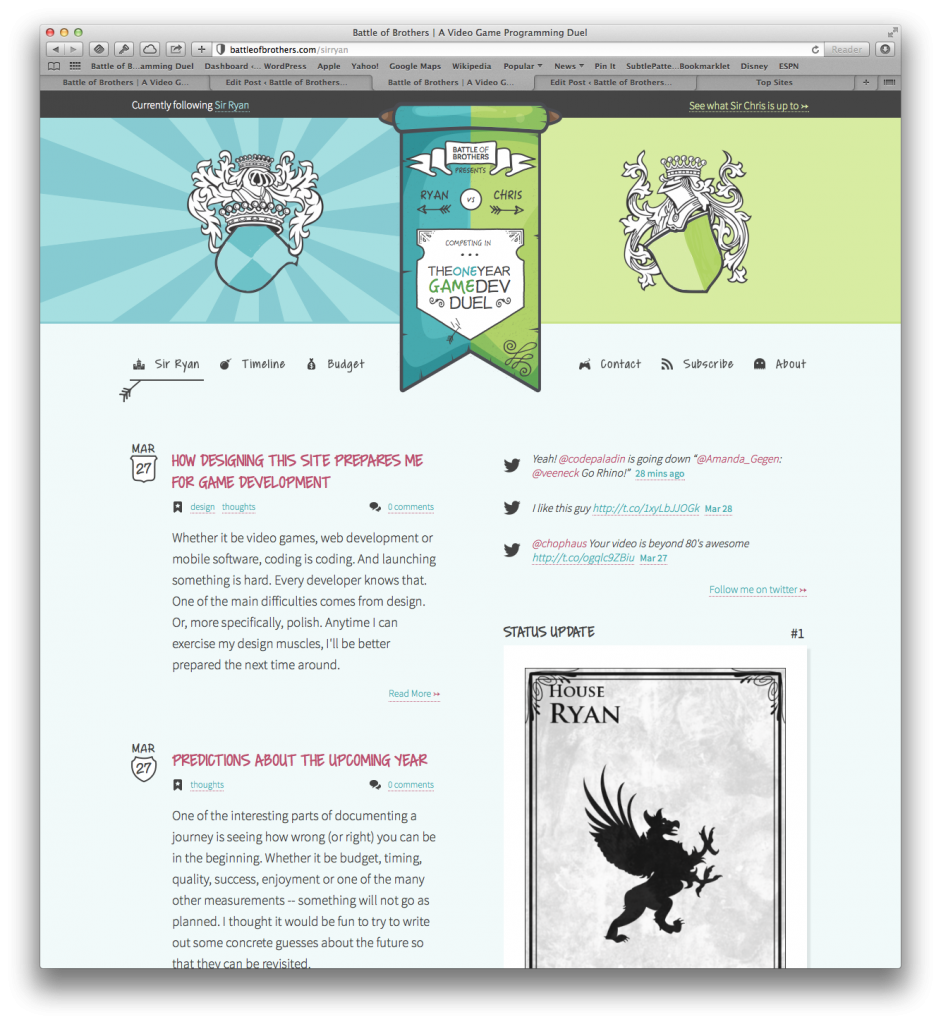 Battle of Brothers | A Video Game Programming Duel
battleofbrothers.com/sirryan
Reader
Battle of B...amming Duel Dashboard ‹... WordPress Apple Yahoo! Google Maps Wikipedia Popular News Pin It SubtlePatte...Bookmarklet Disney ESPN
Battle of Brothers | A Video G... Edit Post ‹ Battle of Brothers... Battle of Brothers | A Video G... Edit Post ‹ Battle of Brothers... Top Sites
Currently following Sir Ryan
See what Sir Chris is up to ↣
BATTLE OF
BROTHERS
PRESENTS
RYAN VS CHRIS
COMPETING IN
THE ONE YEAR
GAMEDEV
DUEL
Sir Ryan Timeline Budget
Contact Subscribe About
MAR
27
HOW DESIGNING THIS SITE PREPARES ME
FOR GAME DEVELOPMENT
design thoughts 0 comments
Whether it be video games, web development or
mobile software, coding is coding. And launching
something is hard. Every developer knows that.
One of the main difficulties comes from design.
Or, more specifically, polish. Anytime I can
exercise my design muscles, I'll be better
prepared the next time around.
Read More ↣
MAR
27
PREDICTIONS ABOUT THE UPCOMING YEAR
thoughts 0 comments
One of the interesting parts of documenting a
journey is seeing how wrong (or right) you can be
in the beginning. Whether it be budget, timing,
quality, success, enjoyment or one of the many
other measurements -- something will not go as
planned. I thought it would be fun to try to write
out some concrete guesses about the future so
that they can be revisited.
Yeah! @codepaladin is going down “@Amanda_Gegen:
@veeneck Go Rhino!” 28 mins ago
I like this guy http://t.co/1xyLbJJOGk Mar 28
@chophaus Your video is beyond 80's awesome
http://t.co/ogqlc9ZBiu Mar 27
Follow me on twitter ↣
STATUS UPDATE #1
HOUSE
RYAN